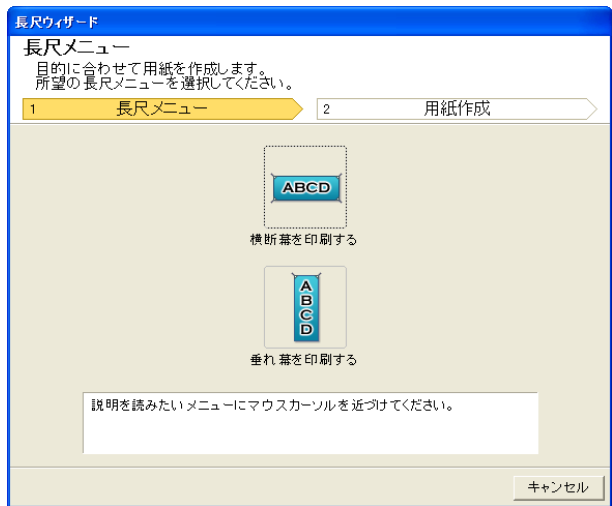 長尺ウィザード
長尺メニュー
目的に合わせて用紙を作成します。
所望の長尺メニューを選択してください。
1 長尺メニュー 2 用紙作成
ABCD
横断幕を印刷する
A
B
C
D
垂れ幕を印刷する
説明を読みたいメニューにマウスカーソルを近づけてください。
キャンセル